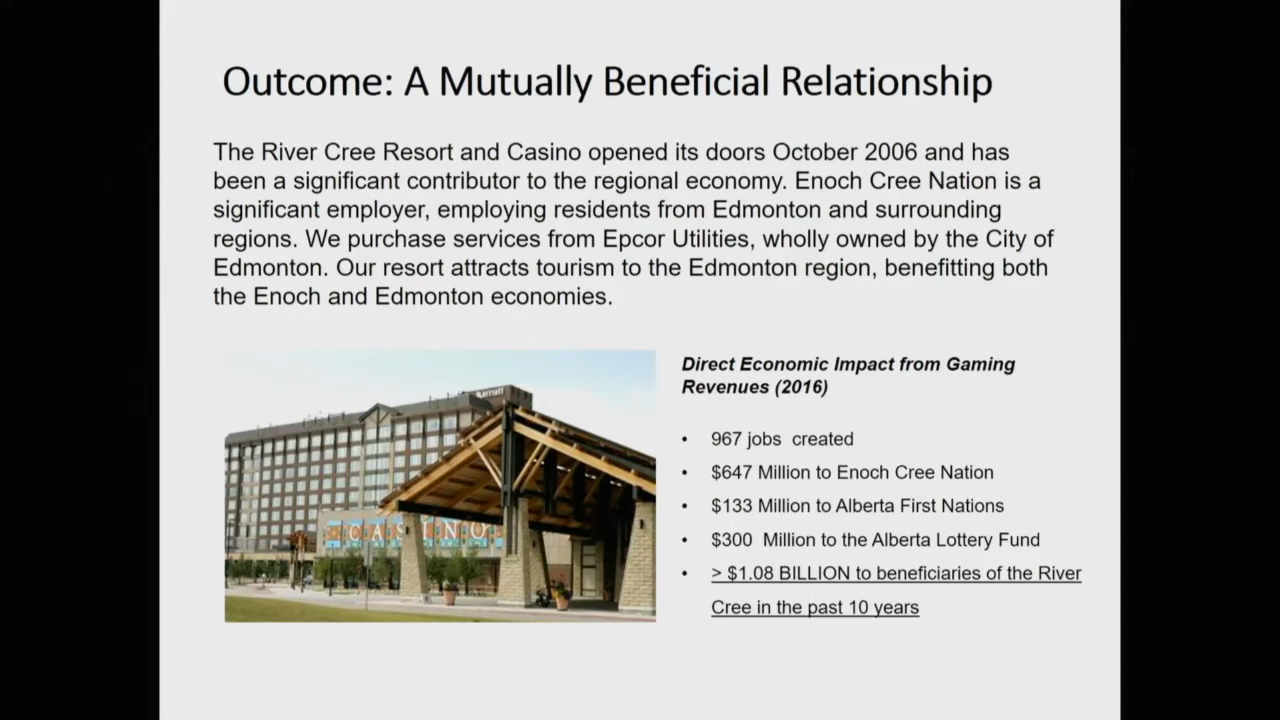 Outcome: A Mutually Beneficial Relationship
The River Cree Resort and Casino opened its doors October 2006 and has
been a significant contributor to the regional economy. Enoch Cree Nation is a
significant employer, employing residents from Edmonton and surrounding
regions. We purchase services from Epcor Utilities, wholly owned by the City of
Edmonton. Our resort attracts tourism to the Edmonton region, benefitting both
the Enoch and Edmonton economies.
Marriott
CASINO
Direct Economic Impact from Gaming
Revenues (2016)
• 967 jobs  created
• $647 Million to Enoch Cree Nation
• $133 Million to Alberta First Nations
• $300  Million to the Alberta Lottery Fund
• > $1.08 BILLION to beneficiaries of the River
Cree in the past 10 years